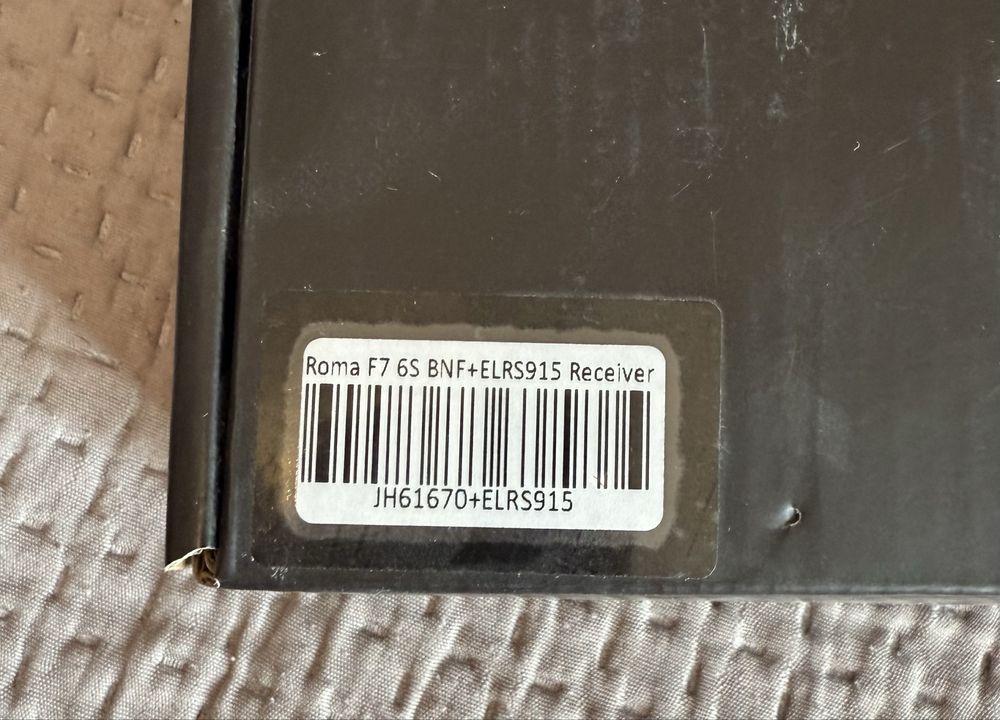 Roma F7 6S BNF+ELRS915 Receiver
JH61670+ELRS915